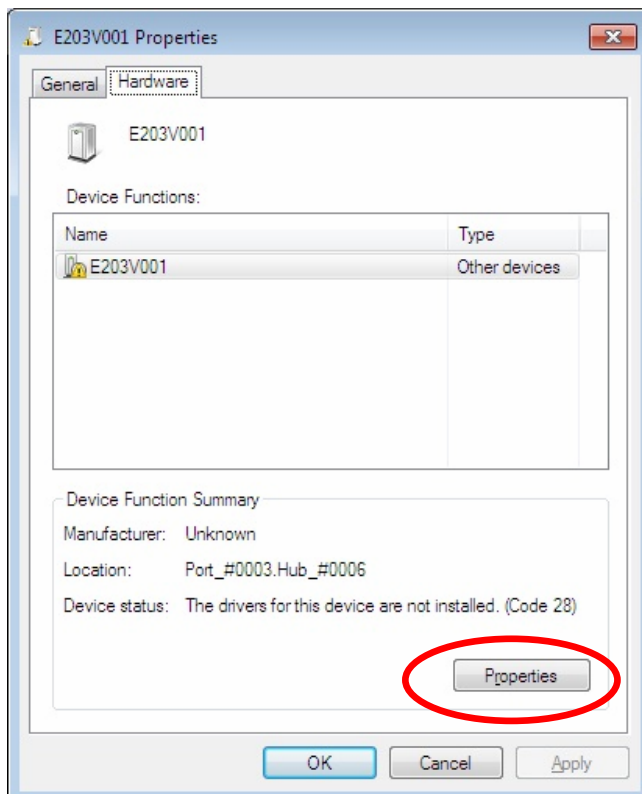 E203V001 Properties
General Hardware
E203V001
Device Functions:
Name Type
E203V001 Other devices
Device Function Summary
Manufacturer: Unknown
Location: Port_#0003.Hub_#0006
Device status: The drivers for this device are not installed. (Code 28)
Properties
OK Cancel Apply